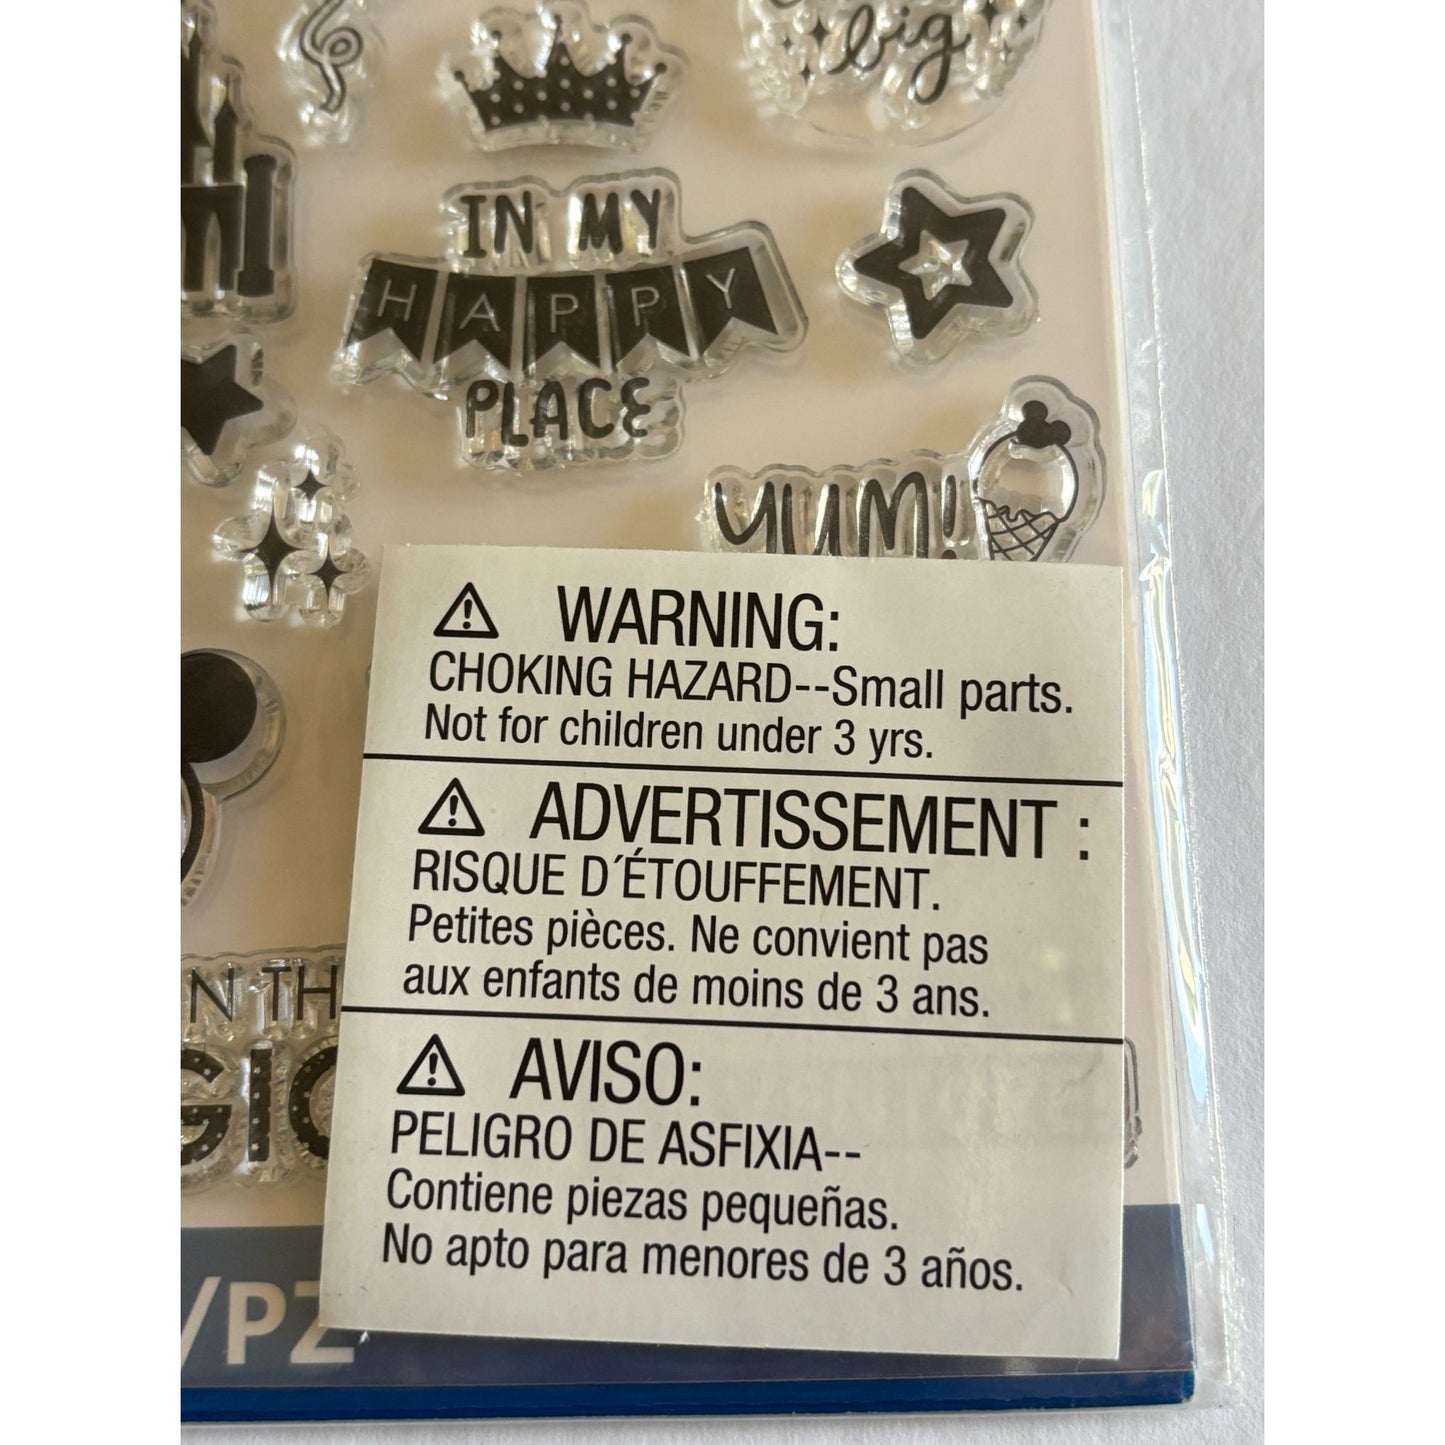 big
IN MY
HAPPY
PLACE
YUM!
WARNING:
CHOKING HAZARD--Small parts.
Not for children under 3 yrs.
ADVERTISSEMENT :
RISQUE D´ÉTOUFFEMENT.
Petites pièces. Ne convient pas
aux enfants de moins de 3 ans.
AVISO:
PELIGRO DE ASFIXIA--
Contiene piezas pequeñas.
No apto para menores de 3 años.
/PZ